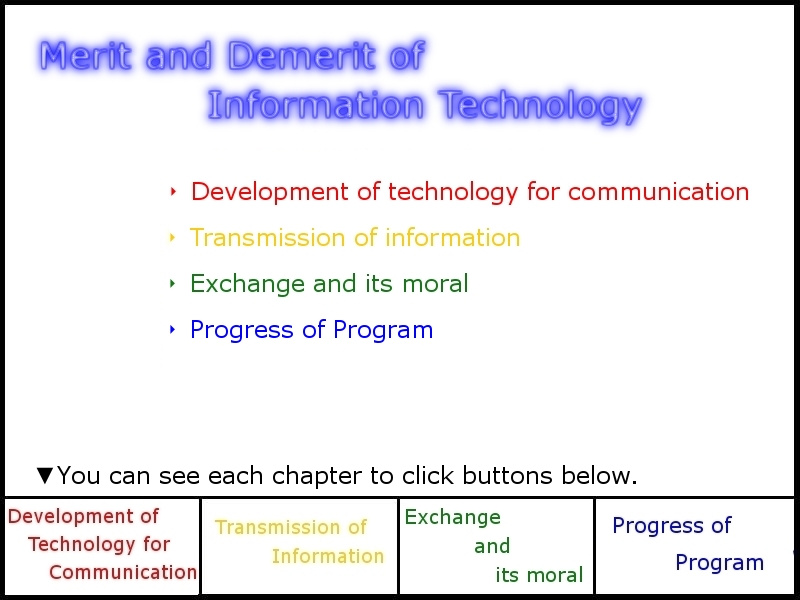 Merit and Demerit of
Information Technology
Development of technology for communication
Transmission of information
Exchange and its moral
Progress of Program
▼You can see each chapter to click buttons below.
Development of
Technology for
Communication
Transmission of
Information
Exchange
and
its moral
Progress of
Program